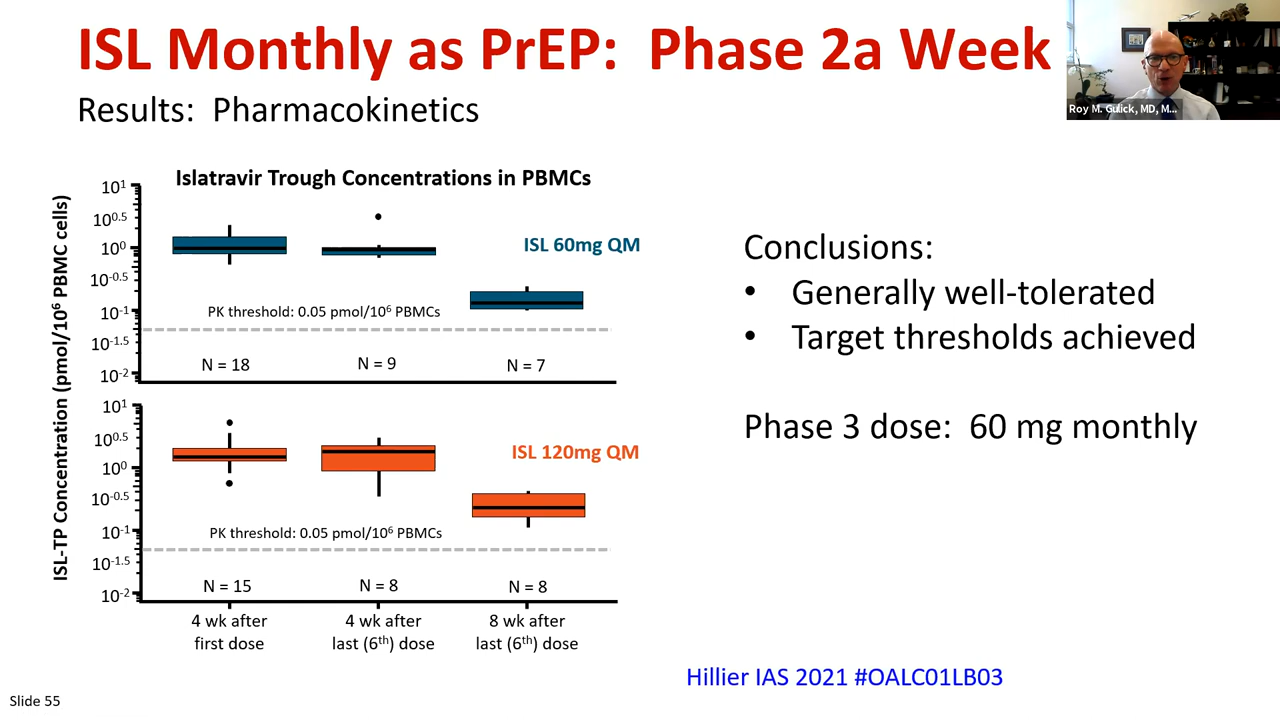 ISL Monthly as PrEP:  Phase 2a Week
Results:  Pharmacokinetics
Roy M. Gulick, MD, M...
Islatravir Trough Concentrations in PBMCs
ISL-TP Concentration (pmol/10⁶ PBMC cells)
10¹
10⁰·⁵
10⁰
10⁻⁰·⁵
10⁻¹
10⁻¹·⁵
10⁻²
ISL 60mg QM
PK threshold: 0.05 pmol/10⁶ PBMCs
N = 18
N = 9
N = 7
10¹
10⁰·⁵
10⁰
10⁻⁰·⁵
10⁻¹
10⁻¹·⁵
10⁻²
ISL 120mg QM
PK threshold: 0.05 pmol/10⁶ PBMCs
N = 15
N = 8
N = 8
4 wk after
first dose
4 wk after
last (6ᵗʰ) dose
8 wk after
last (6ᵗʰ) dose
Conclusions:
• Generally well-tolerated
• Target thresholds achieved
Phase 3 dose:  60 mg monthly
Hillier IAS 2021 #OALC01LB03
Slide 55